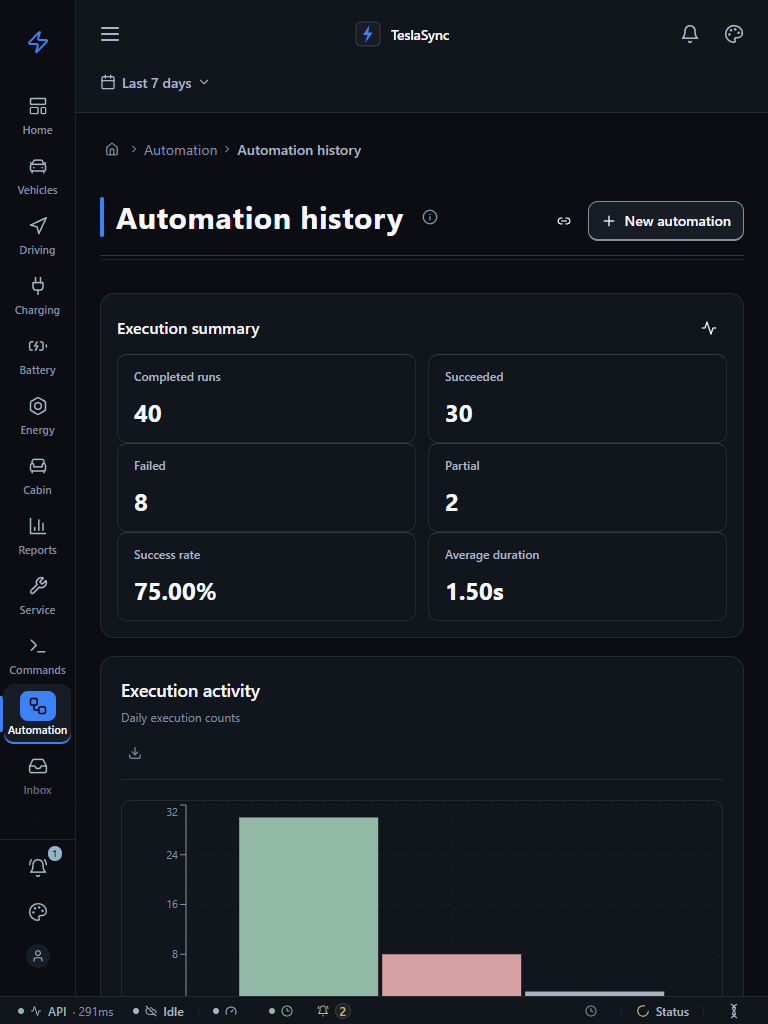 TeslaSync
Last 7 days
Home
Vehicles
Driving
Charging
Battery
Energy
Cabin
Reports
Service
Commands
Automation
Inbox
1
Automation
Automation history
Automation history
New automation
Execution summary
Completed runs
40
Succeeded
30
Failed
8
Partial
2
Success rate
75.00%
Average duration
1.50s
Execution activity
Daily execution counts
32
24
16
8
API · 291ms
Idle
2
Status